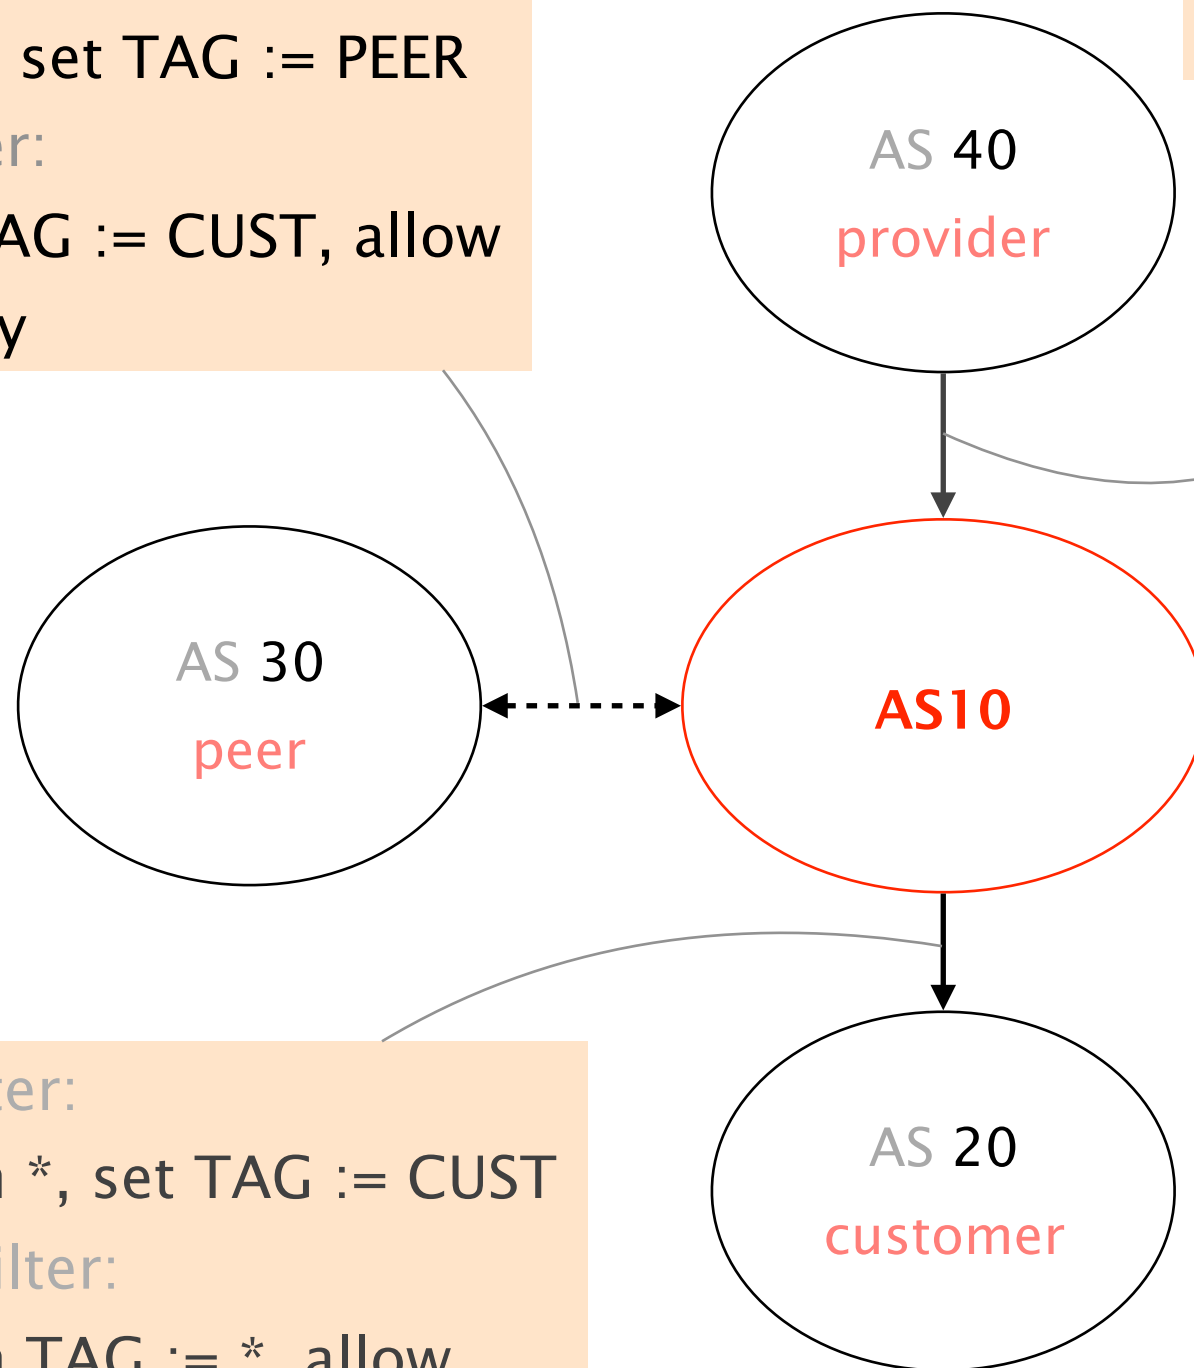 set TAG := PEER
er:
AG := CUST, allow
y
AS 40
provider
AS 30
peer
AS10
ter:
*, set TAG := CUST
ilter:
TAG := *, allow
AS 20
customer